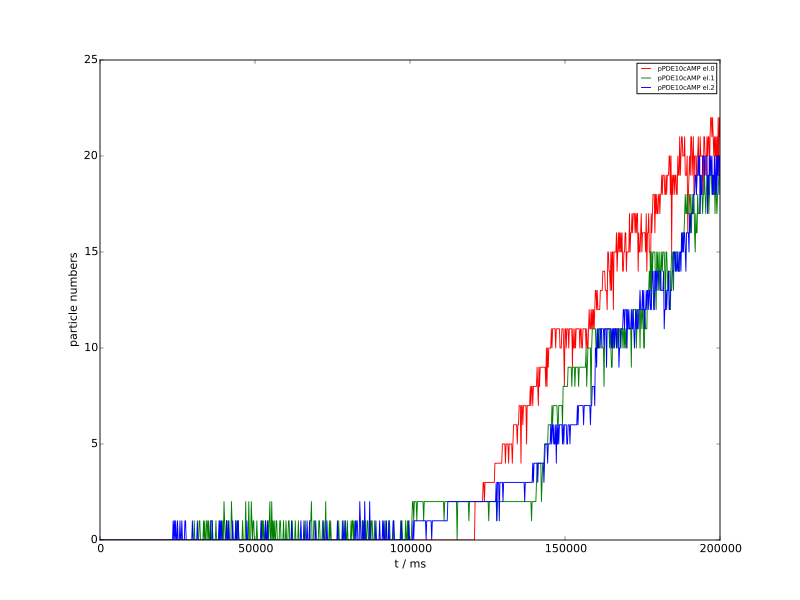 25
20
15
10
5
0
particle numbers
0 50000 100000 150000 200000
t / ms
pPDE10cAMP el.0
pPDE10cAMP el.1
pPDE10cAMP el.2